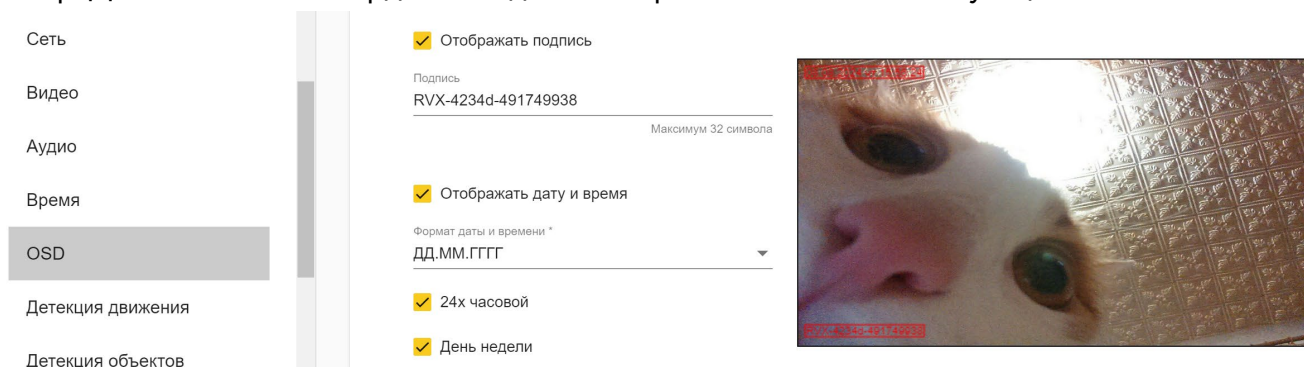 Сеть
Видео
Аудио
Время
OSD
Детекция движения
Детекция объектов
Отображать подпись
Подпись
RVX-4234d-491749938
Максимум 32 символа
Отображать дату и время
Формат даты и времени *
ДД.ММ.ГГГГ
24х часовой
День недели
RVX-4234d-491749938